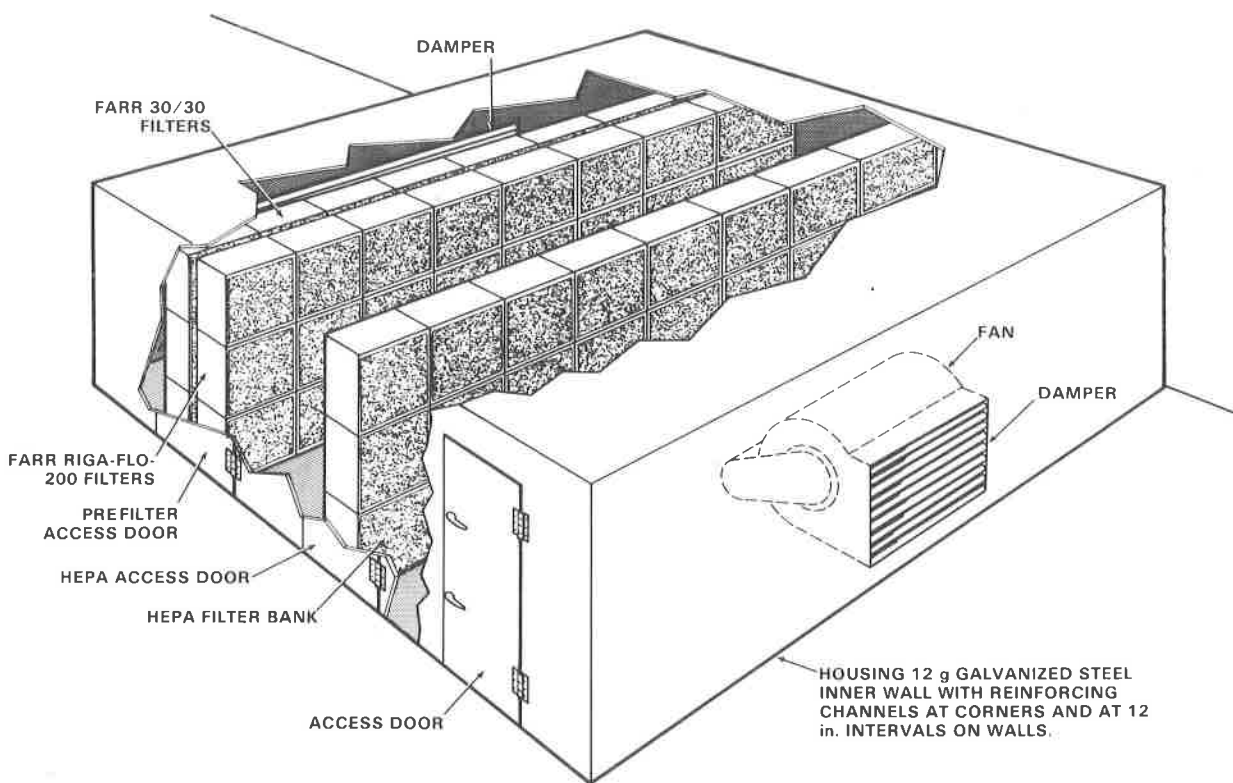 DAMPER
FARR 30/30
FILTERS
FAN
DAMPER
FARR RIGA-FLO-
200 FILTERS
PREFILTER
ACCESS DOOR
HEPA ACCESS DOOR
HEPA FILTER BANK
ACCESS DOOR
HOUSING 12 g GALVANIZED STEEL
INNER WALL WITH REINFORCING
CHANNELS AT CORNERS AND AT 12
in. INTERVALS ON WALLS.